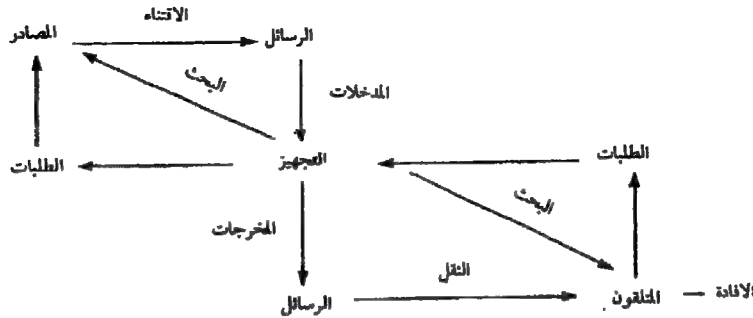 الاقتناء
المصادر
الرسائل
البحث
المدخلات
الطلبات
التجهيز
الطلبات
البحث
المخرجات
النقل
الرسائل
المتلقون
الافادة